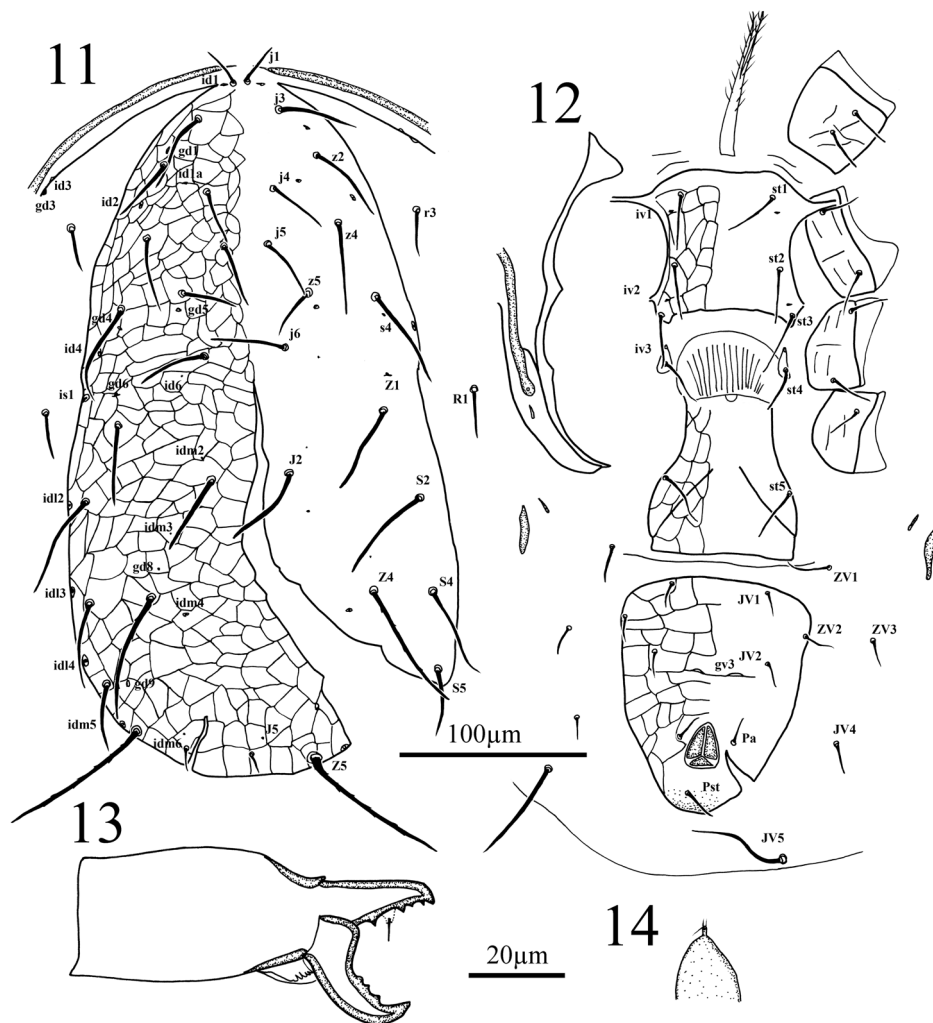 11
j1
id1
j3
gd1
id1a
z2
id3
gd3
id2
j4
r3
j5
z4
z5
gd5
gd4
s4
id4
j6
gd6
id6
Z1
is1
R1
idm2
J2
S2
idl2
idm3
gd8
Z4
S4
idl3
idm4
idl4
gd9
S5
idm5
J5
idm6
Z5
100µm
12
st1
iv1
st2
iv2
st3
iv3
st4
st5
ZV1
JV1
ZV2
ZV3
JV2
gv3
Pa
JV4
Pst
JV5
13
20µm
14